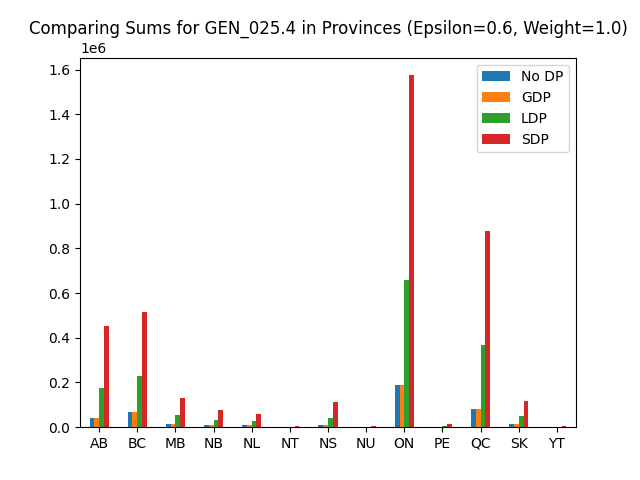 Comparing Sums for GEN_025.4 in Provinces (Epsilon=0.6, Weight=1.0)
1e6
No DP
GDP
LDP
SDP
1.6
1.4
1.2
1.0
0.8
0.6
0.4
0.2
0.0
AB BC MB NB NL NT NS NU ON PE QC SK YT